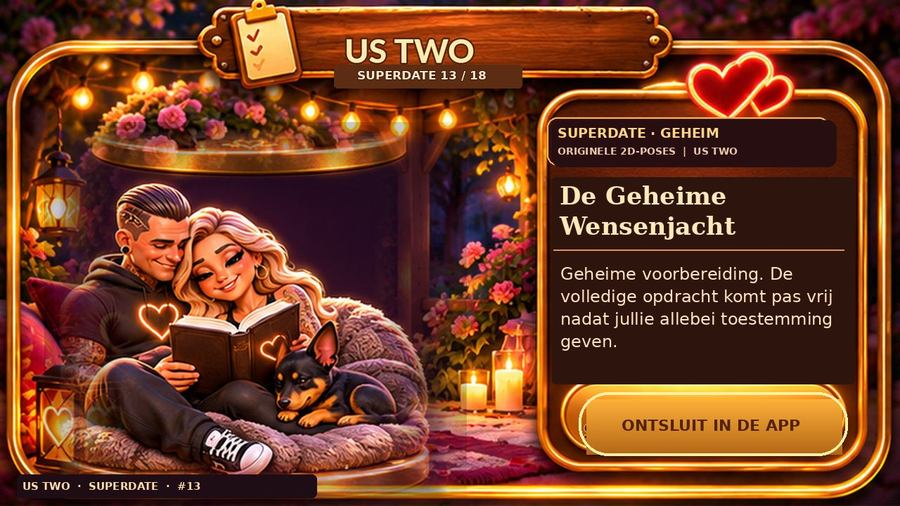 US TWO
SUPERDATE 13 / 18
SUPERDATE · GEHEIM
ORIGINELE 2D-POSES | US TWO
De Geheime
Wensenjacht
Geheime voorbereiding. De
volledige opdracht komt pas vrij
nadat jullie allebei toestemming
geven.
ONTSLUIT IN DE APP
US TWO · SUPERDATE · #13